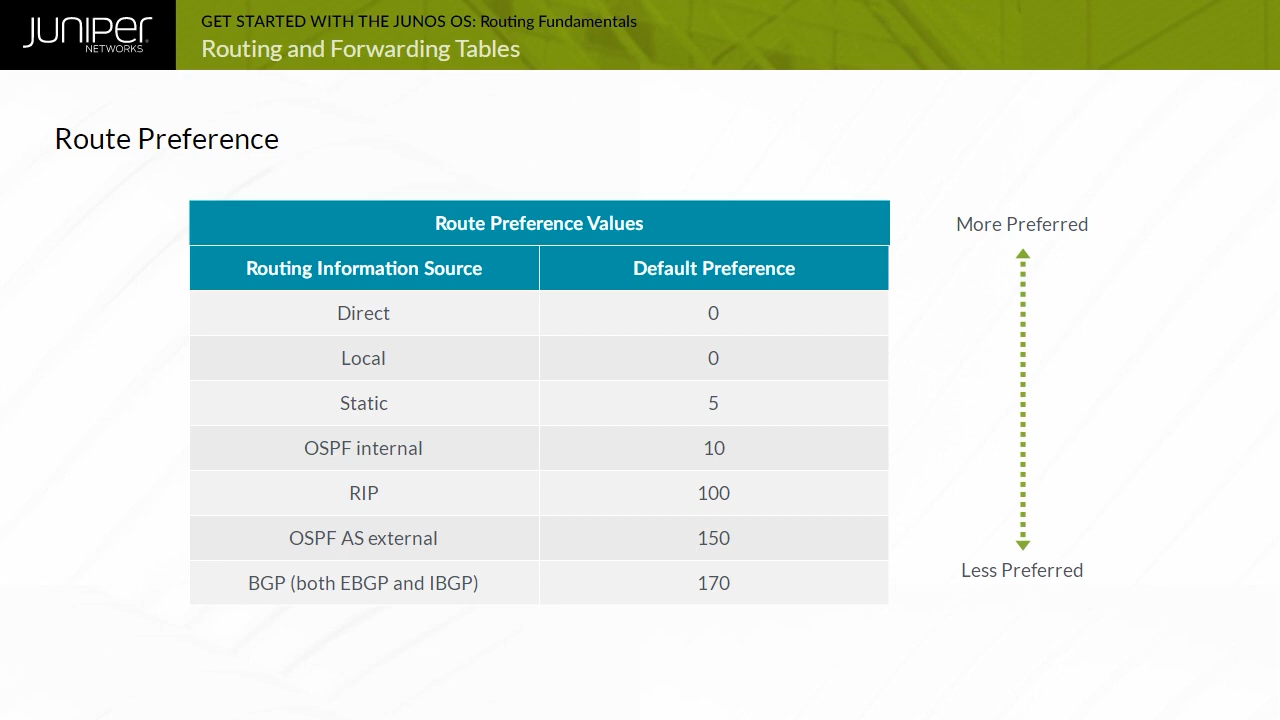 JUNIPER
NETWORKS
GET STARTED WITH THE JUNOS OS: Routing Fundamentals
Routing and Forwarding Tables
Route Preference
Route Preference Values
Routing Information Source Default Preference
Direct 0
Local 0
Static 5
OSPF internal 10
RIP 100
OSPF AS external 150
BGP (both EBGP and IBGP) 170
More Preferred
Less Preferred